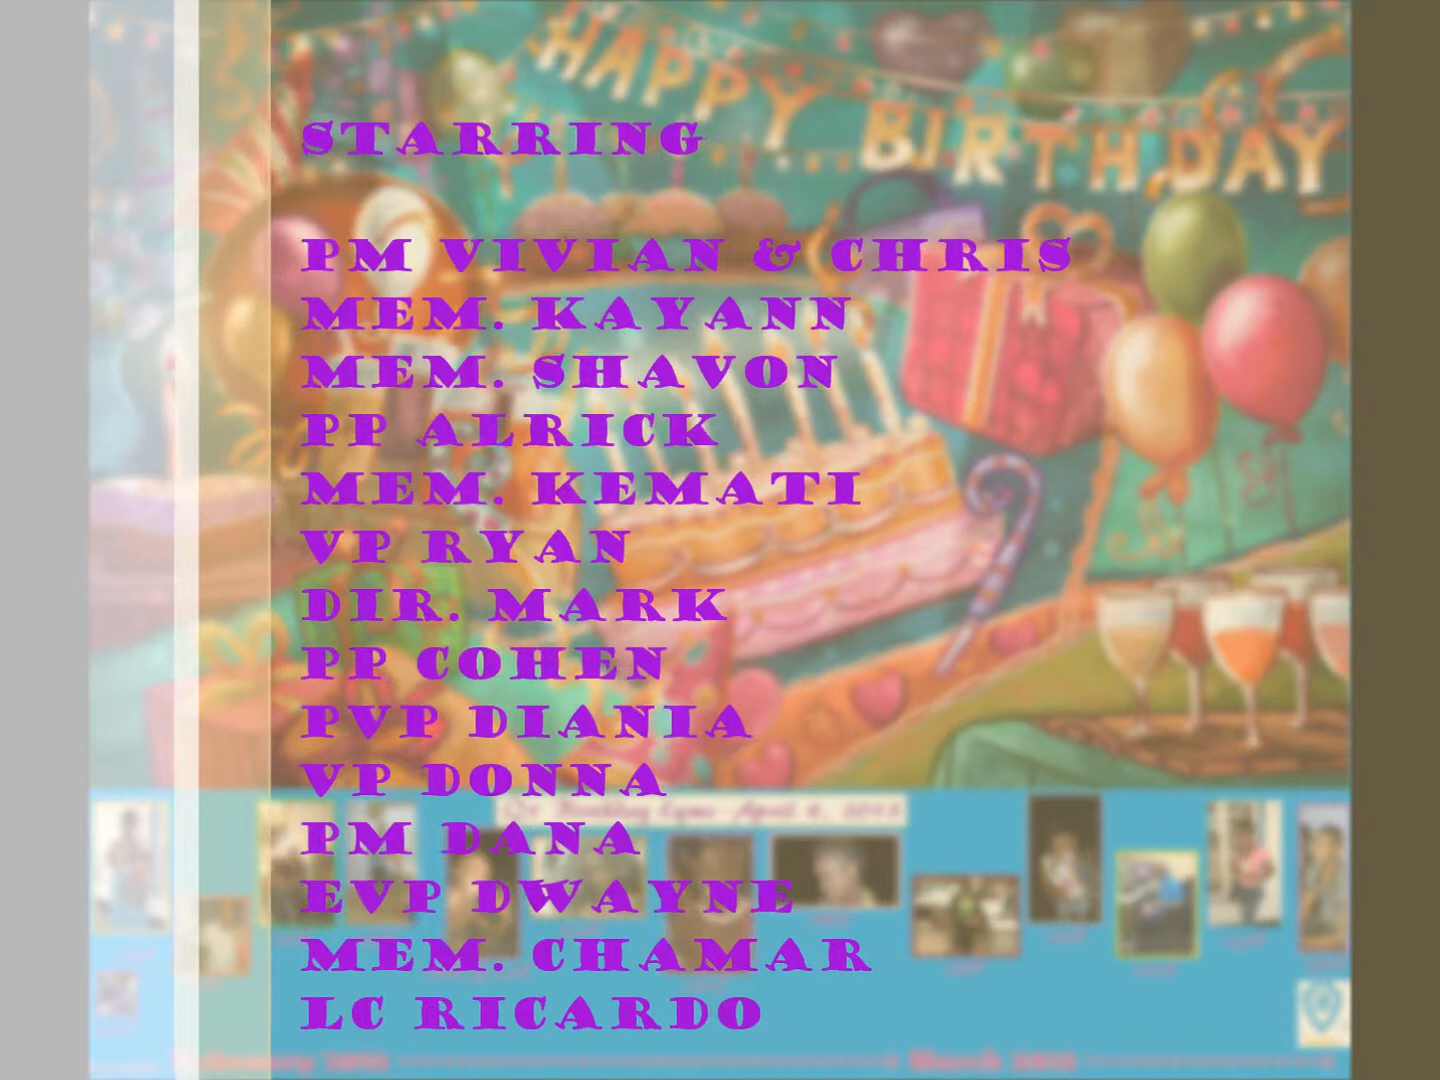 HAPPY BIRTHDAY
STARRING
PM VIVIAN & CHRIS
MEM. KAYANN
MEM. SHAVON
PP ALRICK
MEM. KEMATI
VP RYAN
DIR. MARK
PP COHEN
PVP DIANIA
VP DONNA
PM DANA
EVP DWAYNE
MEM. CHAMAR
LC RICARDO
March